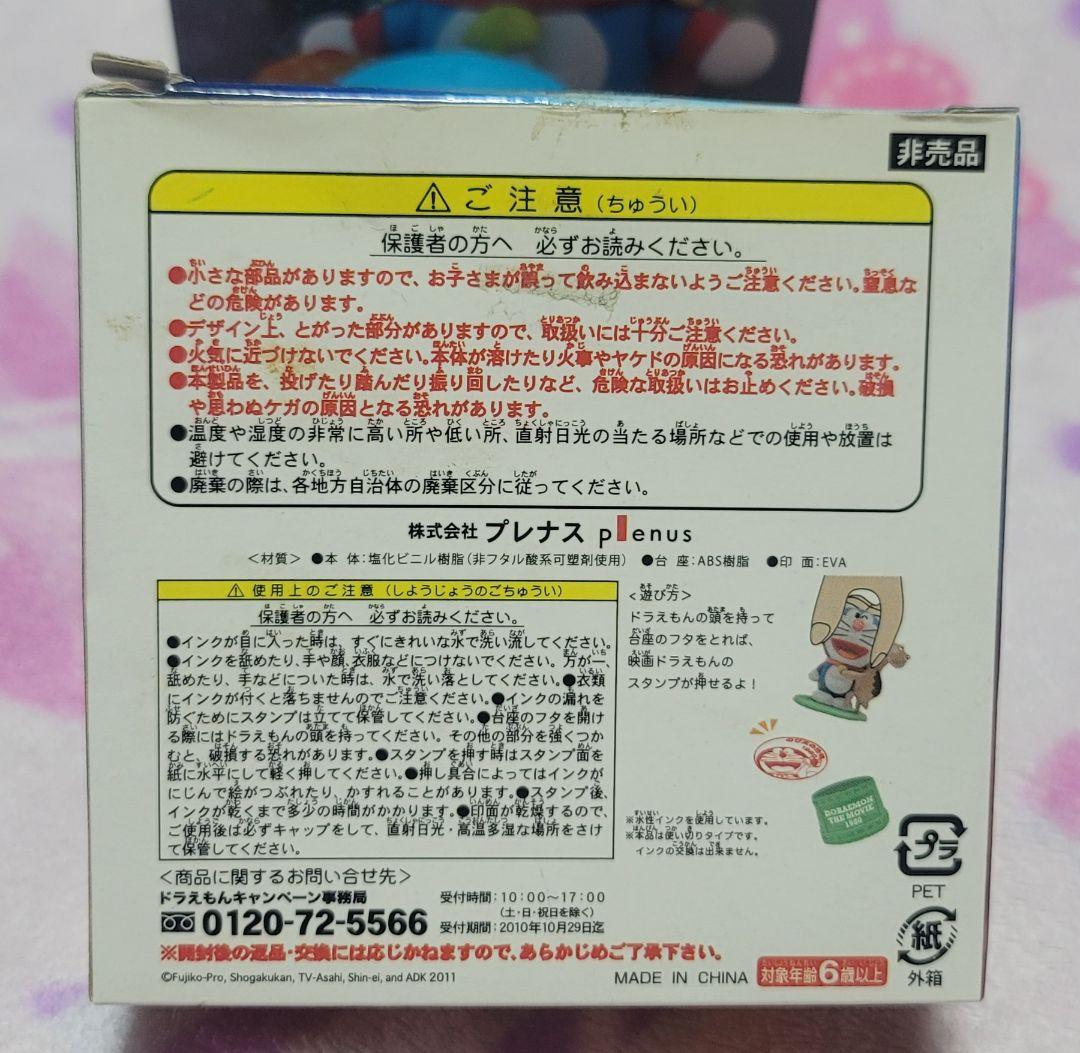 非売品
⚠ ご注意（ちゅうい）
保護者の方へ 必ずお読みください。
●小さな部品がありますので、お子さまが誤って飲み込まないようご注意ください。窒息な
どの危険があります。
●デザイン上、とがった部分がありますので、取扱いには十分ご注意ください。
●火気に近づけないでください。本体が溶けたり火事やヤケドの原因になる恐れがあります。
●本製品を、投げたり踏んだり振り回したりなど、危険な取扱いはお止めください。破損
や思わぬケガの原因となる恐れがあります。
●温度や湿度の非常に高い所や低い所、直射日光の当たる場所などでの使用や放置は
避けてください。
●廃棄の際は、各地方自治体の廃棄区分に従ってください。
株式会社 プレナス plenus
＜材質＞ ●本 体：塩化ビニル樹脂（非フタル酸系可塑剤使用） ●台 座：ABS樹脂 ●印 面：EVA
⚠ 使用上のご注意（しようじょうのごちゅうい）
保護者の方へ 必ずお読みください。
●インクが目に入った時は、すぐにきれいな水で洗い流してください。
●インクを舐めたり、手や顔、衣服などにつけないでください。万が一、
舐めたり、手などについた時は、水で洗い落としてください。●衣類
にインクが付くと落ちませんのでご注意ください。●インクの漏れを
防ぐためにスタンプは立てて保管してください。●台座のフタを開け
る際にはドラえもんの頭を持ってください。その他の部分を強くつか
むと、破損する恐れがあります。●スタンプを押す時はスタンプ面を
紙に水平にして軽く押してください。●押し具合によってはインクが
にじんで絵がつぶれたり、かすれることがあります。●スタンプ後、
インクが乾くまで多少の時間がかかります。●印面が乾燥するので、
ご使用後は必ずキャップをして、直射日光・高温多湿な場所をさけ
て保管してください。
＜遊び方＞
ドラえもんの頭を持って
台座のフタをとれば、
映画ドラえもんの
スタンプが押せるよ！
DORAEMON
THE MOVIE
1980
※水性インクを使用しています。
※本品は使い切りタイプです。
インクの交換は出来ません。
プラ
PET
紙
外箱
＜商品に関するお問い合せ先＞
ドラえもんキャンペーン事務局
0120-72-5566
受付時間：10：00～17：00
（土・日・祝日を除く）
受付期間：2010年10月29日迄
※開封後の返品・交換には応じかねますので、あらかじめご了承下さい。
©Fujiko-Pro, Shogakukan, TV-Asahi, Shin-ei, and ADK 2011
MADE IN CHINA
対象年齢6歳以上